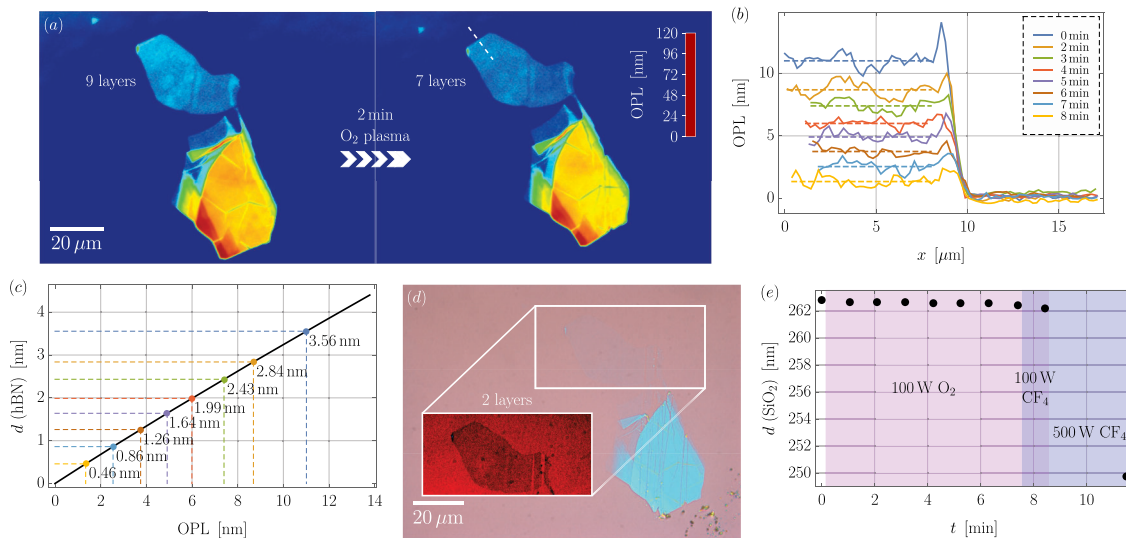 (a)
9 layers
2 min
O₂ plasma
7 layers
20 μm
OPL [nm]
120
96
72
48
24
0
(b)
OPL [nm]
10
5
0
0
5
10
15
x [μm]
0 min
2 min
3 min
4 min
5 min
6 min
7 min
8 min
(c)
d (hBN) [nm]
4
3
2
1
0
3.56 nm
2.84 nm
2.43 nm
1.99 nm
1.64 nm
1.26 nm
0.86 nm
0.46 nm
0
2
4
6
8
10
12
14
OPL [nm]
(d)
2 layers
20 μm
(e)
d (SiO₂) [nm]
262
260
258
256
254
252
250
100 W O₂
100 W
CF₄
500 W CF₄
0
2
4
6
8
10
t [min]